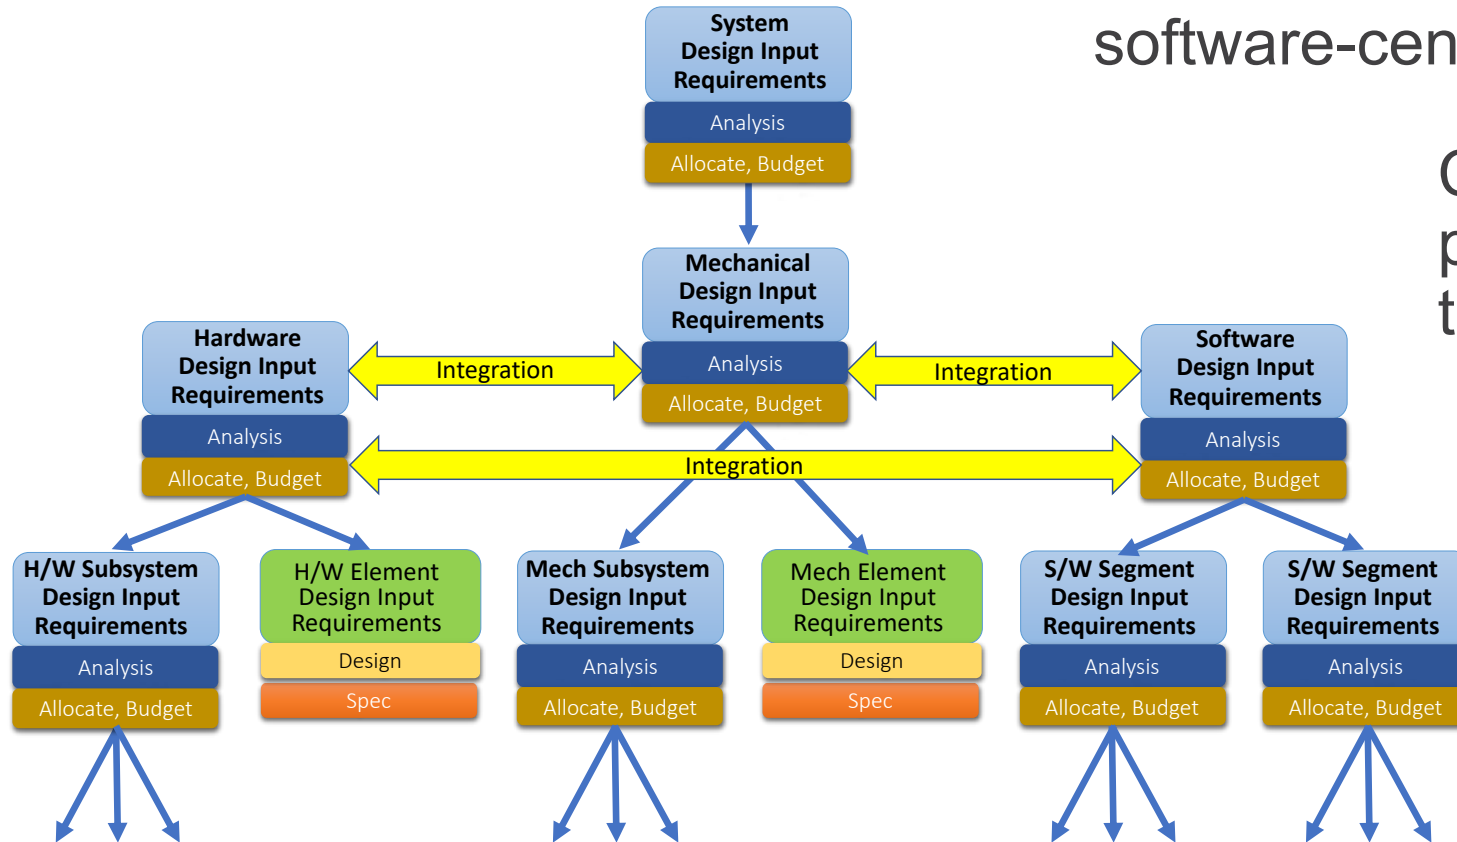 System
Design Input
Requirements
Analysis
Allocate, Budget
software-cen
Mechanical
Design Input
Requirements
Analysis
Allocate, Budget
Hardware
Design Input
Requirements
Analysis
Allocate, Budget
Integration
Integration
Integration
Software
Design Input
Requirements
Analysis
Allocate, Budget
H/W Subsystem
Design Input
Requirements
Analysis
Allocate, Budget
H/W Element
Design Input
Requirements
Design
Spec
Mech Subsystem
Design Input
Requirements
Analysis
Allocate, Budget
Mech Element
Design Input
Requirements
Design
Spec
S/W Segment
Design Input
Requirements
Analysis
Allocate, Budget
S/W Segment
Design Input
Requirements
Analysis
Allocate, Budget